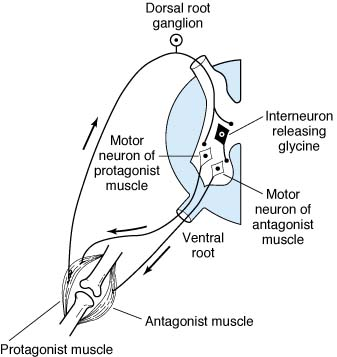 Dorsal root
ganglion
Interneuron
releasing
glycine
Motor
neuron of
protagonist
muscle
Motor
neuron of
antagonist
muscle
Ventral
root
Antagonist muscle
Protagonist muscle